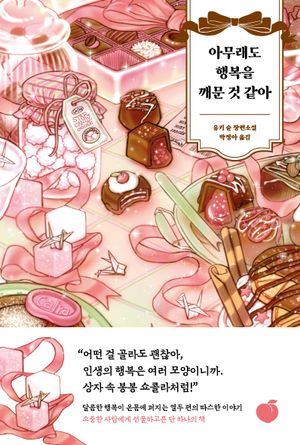 아무래도
행복을
깨문 것 같아
유키 슌 장편소설
박정아 옮김
"어떤 걸 골라도 괜찮아,
인생의 행복은 여러 모양이니까.
상자 속 봉봉 쇼콜라처럼!"
달콤한 행복이 온몸에 퍼지는 열두 편의 따스한 이야기
소중한 사람에게 선물하고픈 단 하나의 책